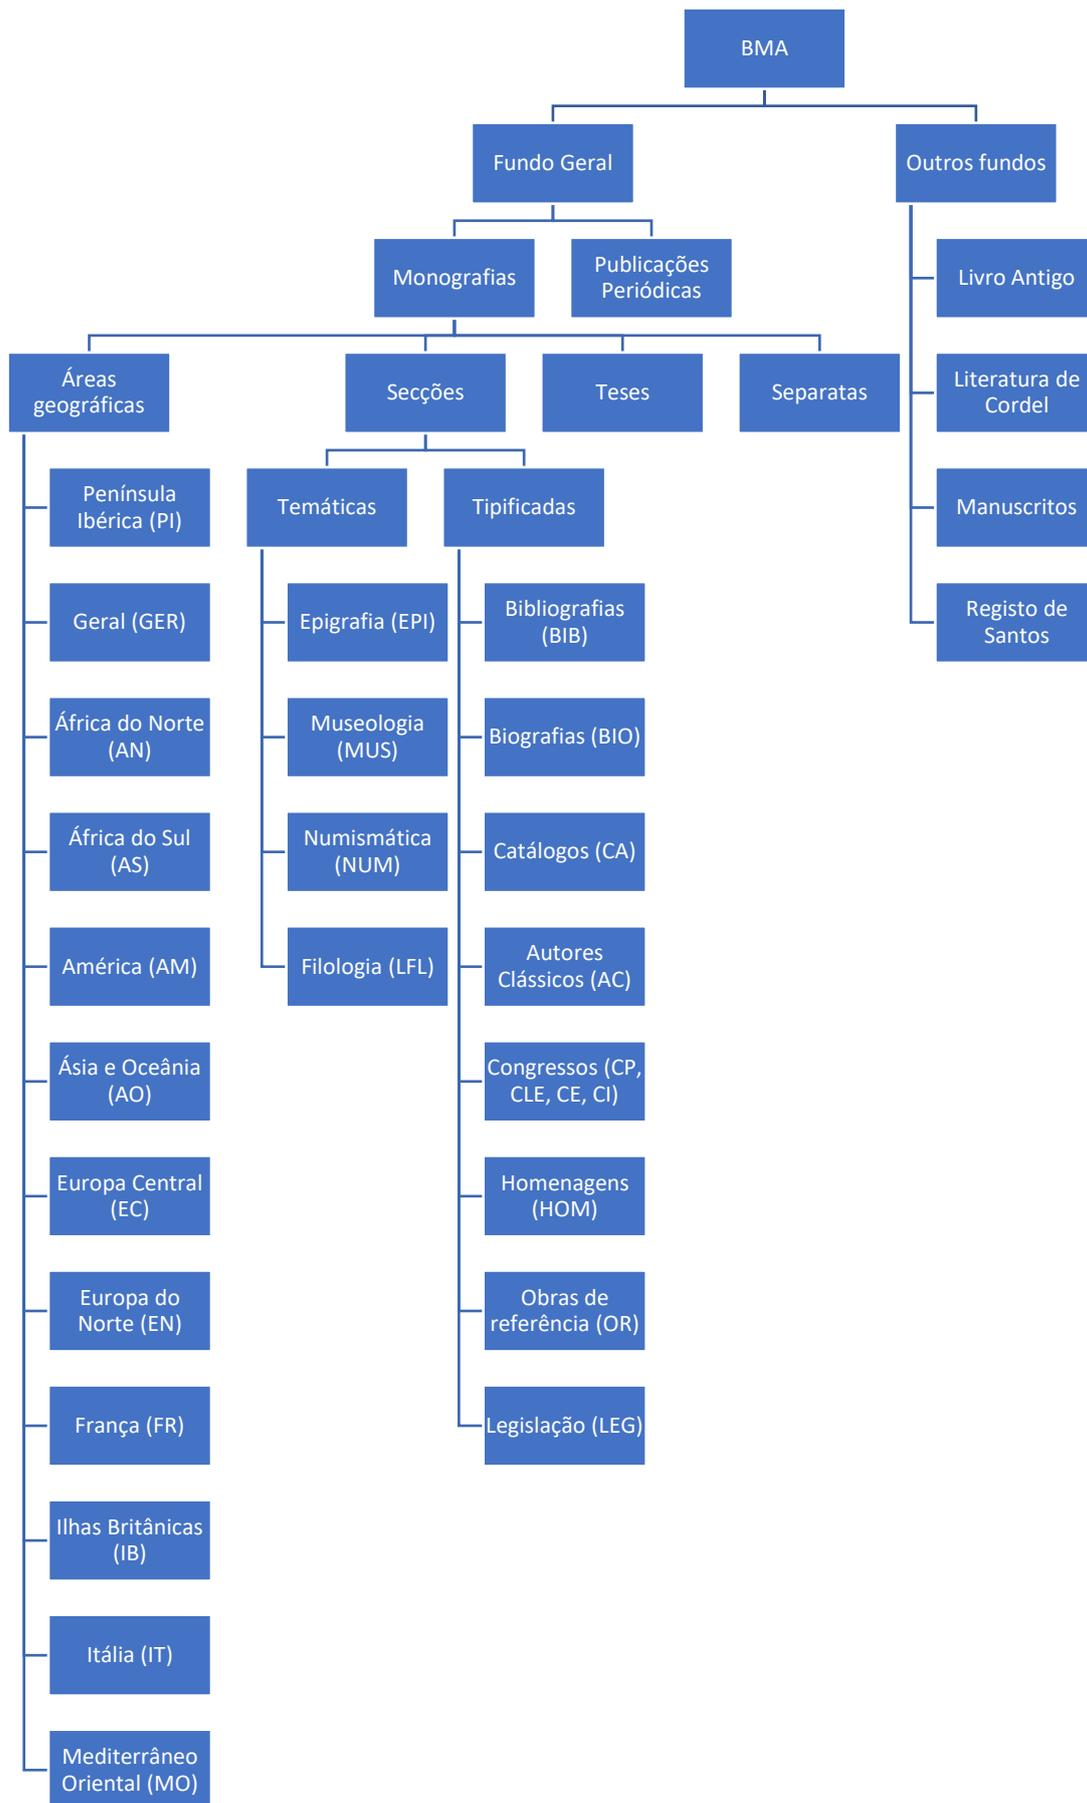 BMA
Fundo Geral
Outros fundos
Monografias
Publicações
Periódicas
Livro Antigo
Áreas
geográficas
Secções
Teses
Separatas
Literatura de
Cordel
Península
Ibérica (PI)
Temáticas
Tipificadas
Manuscritos
Geral (GER)
Epigrafia (EPI)
Bibliografias
(BIB)
Registo de
Santos
África do Norte
(AN)
Museologia
(MUS)
Biografias (BIO)
África do Sul
(AS)
Numismática
(NUM)
Catálogos (CA)
América (AM)
Filologia (LFL)
Autores
Clássicos (AC)
Ásia e Oceânia
(AO)
Congressos (CP,
CLE, CE, CI)
Europa Central
(EC)
Homenagens
(HOM)
Europa do
Norte (EN)
Obras de
referência (OR)
França (FR)
Legislação (LEG)
Ilhas Britânicas
(IB)
Itália (IT)
Mediterrâneo
Oriental (MO)